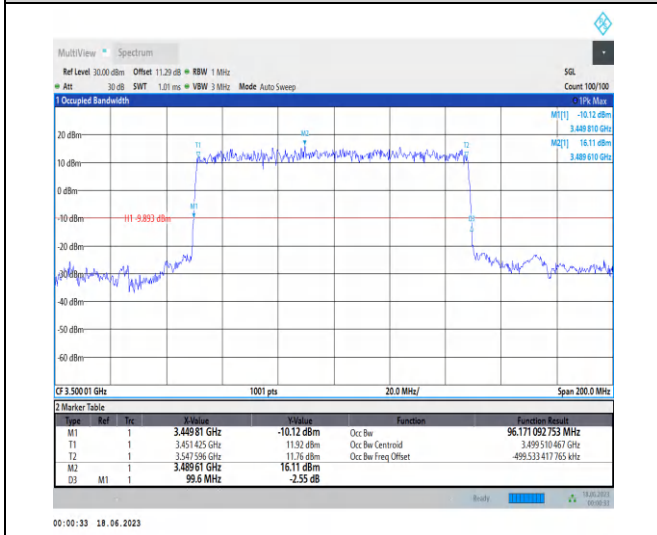 MultiView Spectrum
Ref Level 30.00 dBm Offset 11.29 dB RBW 1 MHz SGL
Att 30 dB SWT 1.01 ms VBW 3 MHz Mode Auto Sweep Count 100/100
1 Occupied Bandwidth 1Pk Max
M1[1] -10.12 dBm
3.449 810 GHz
20 dBm M2[1] 16.11 dBm
3.489 610 GHz
T1 M2 T2
10 dBm
0 dBm
M1
-10 dBm H1 -9.893 dBm D3
-20 dBm
-30 dBm
-40 dBm
-50 dBm
-60 dBm
CF 3.500 01 GHz 1001 pts 20.0 MHz/ Span 200.0 MHz
2 Marker Table
Type Ref Trc X-Value Y-Value Function Function Result
M1 1 3.449 81 GHz -10.12 dBm Occ Bw 96.171 092 753 MHz
T1 1 3.451 425 GHz 11.92 dBm Occ Bw Centroid 3.499 510 467 GHz
T2 1 3.547 596 GHz 11.76 dBm Occ Bw Freq Offset -499.533 417 765 kHz
M2 1 3.489 61 GHz 16.11 dBm
D3 M1 1 99.6 MHz -2.55 dB
Ready 18.06.2023
00:00:33
00:00:33 18.06.2023